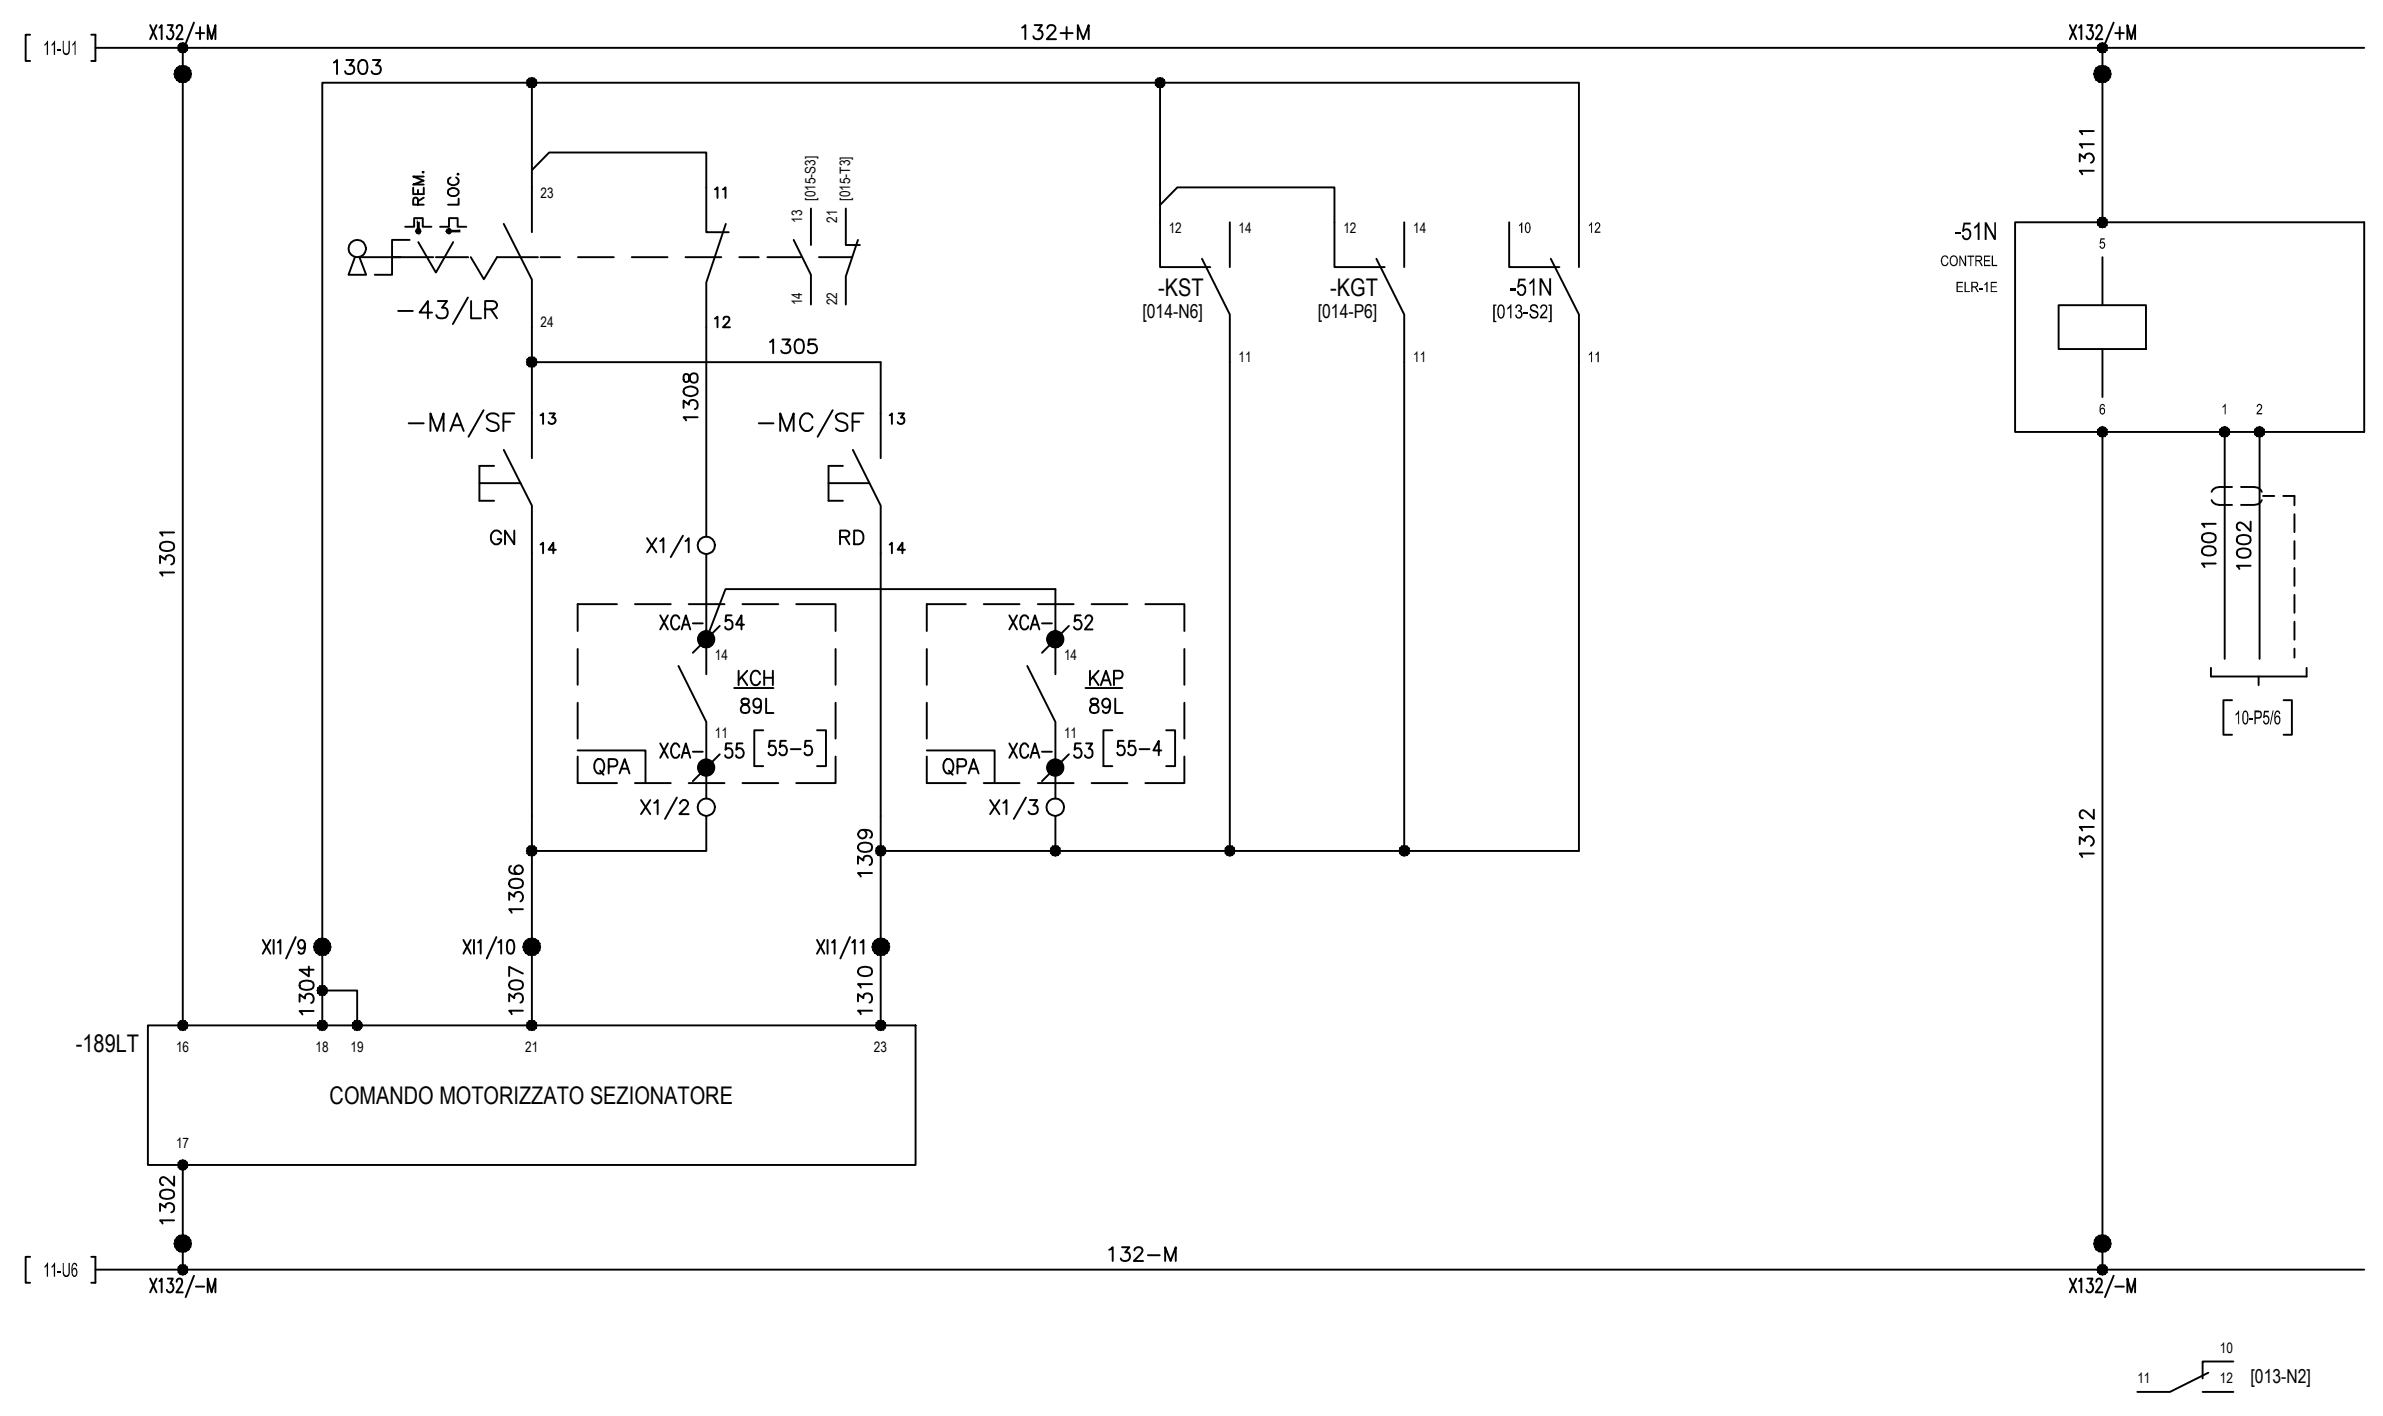 [ 11-U1 ]
X132/+M
132+M
X132/+M
1303
1311
REM.
LOC.
23
11
13
[015-S3]
21
[015-T3]
12
14
12
14
10
12
-51N
CONTREL
ELR-1E
5
-43/LR
24
12
14
22
-KST
[014-N6]
-KGT
[014-P6]
-51N
[013-S2]
1305
11
11
11
1308
6
1
2
-MA/SF
13
-MC/SF
13
GN
14
X1/1
RD
14
1301
1001
1002
XCA-
54
14
KCH
89L
11
XCA-
55
[55-5]
QPA
XCA-
52
14
KAP
89L
11
XCA-
53
[55-4]
QPA
[10-P5/6]
X1/2
X1/3
1312
1306
1309
XI1/9
XI1/10
XI1/11
1304
1307
1310
-189LT
16
18
19
21
23
COMANDO MOTORIZZATO SEZIONATORE
17
1302
[ 11-U6 ]
132-M
X132/-M
X132/-M
10
11
12
[013-N2]